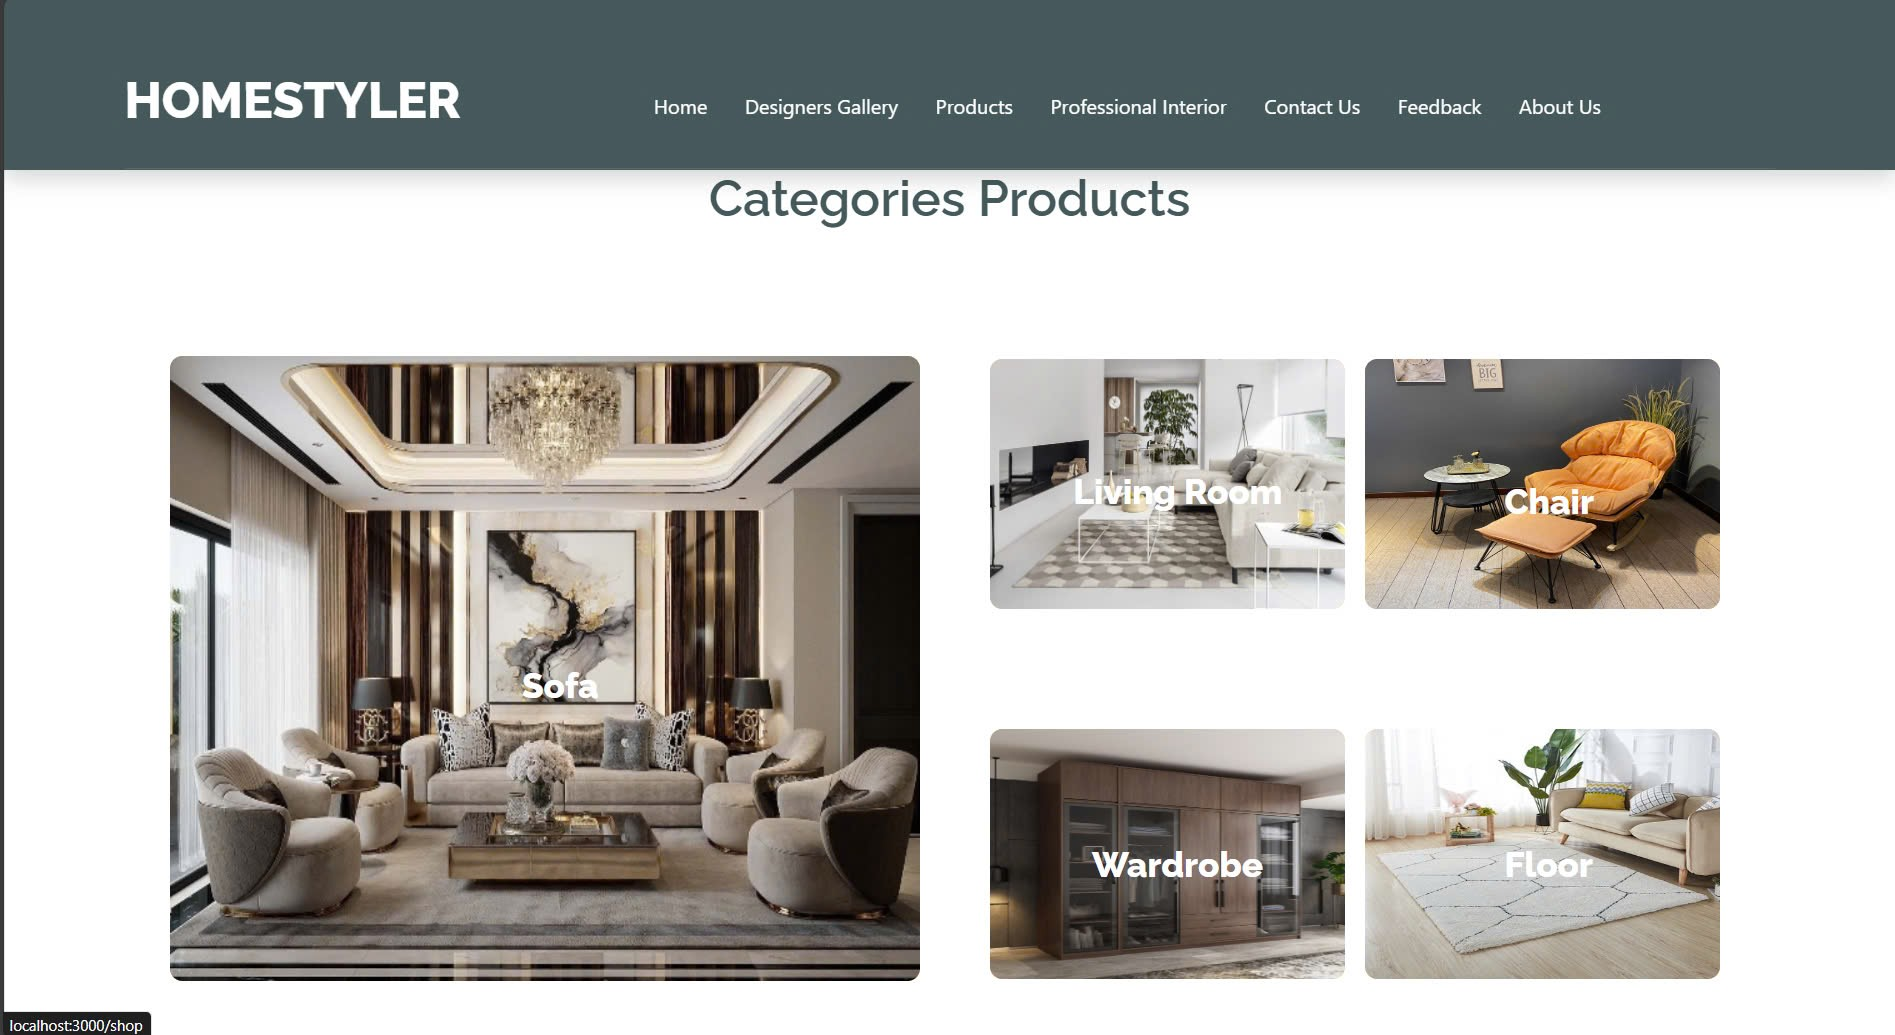 HOMESTYLER
Home Designers Gallery Products Professional Interior Contact Us Feedback About Us
Categories Products
BIG
Living Room
Chair
Sofa
Wardrobe
Floor
localhost:3000/shop